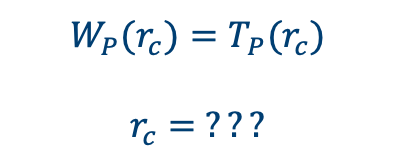 W_P(r_c) = T_P(r_c)
r_c = ???